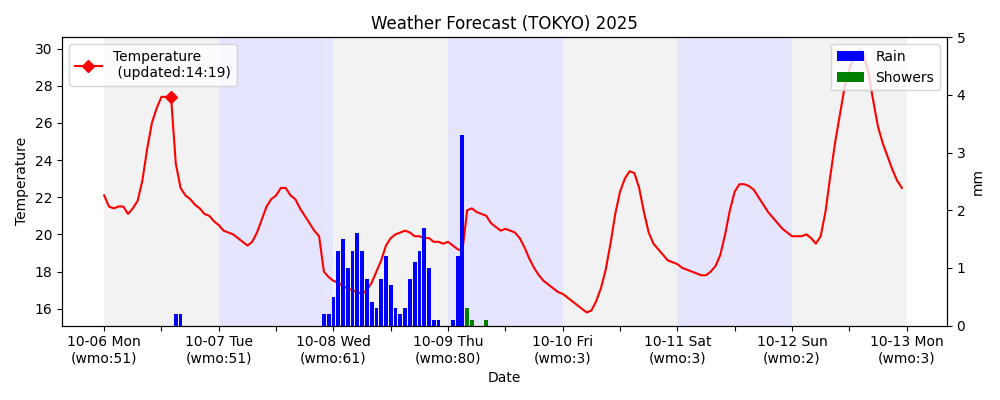 Weather Forecast (TOKYO) 2025
Temperature
(updated:14:19)
Rain
Showers
30
28
26
24
22
20
18
16
Temperature
5
4
3
2
1
0
mm
10-06 Mon
(wmo:51)
10-07 Tue
(wmo:51)
10-08 Wed
(wmo:61)
10-09 Thu
(wmo:80)
10-10 Fri
(wmo:3)
10-11 Sat
(wmo:3)
10-12 Sun
(wmo:2)
10-13 Mon
(wmo:3)
Date